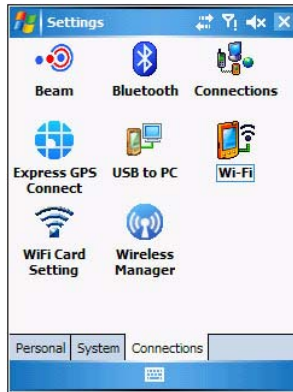 Settings
Beam Bluetooth Connections
Express GPS Connect USB to PC Wi-Fi
WiFi Card Setting Wireless Manager
Personal System Connections